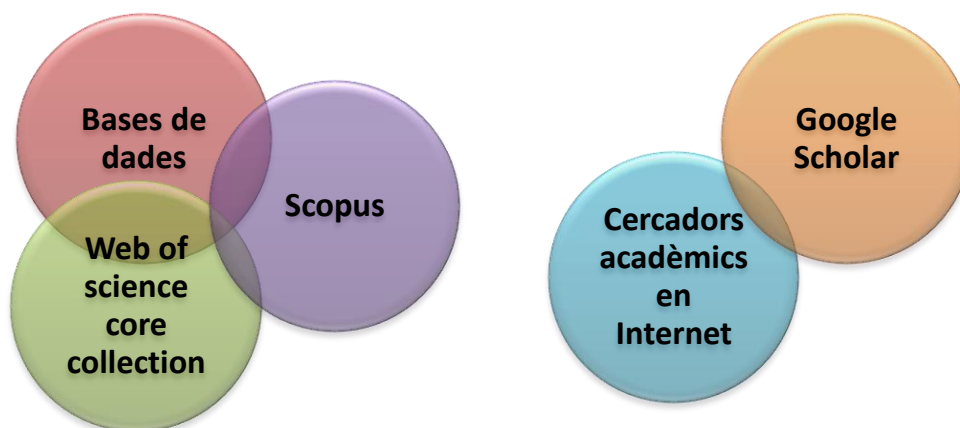 Bases de
dades
Scopus
Web of
science
core
collection
Google
Scholar
Cercadors
acadèmics
en
Internet